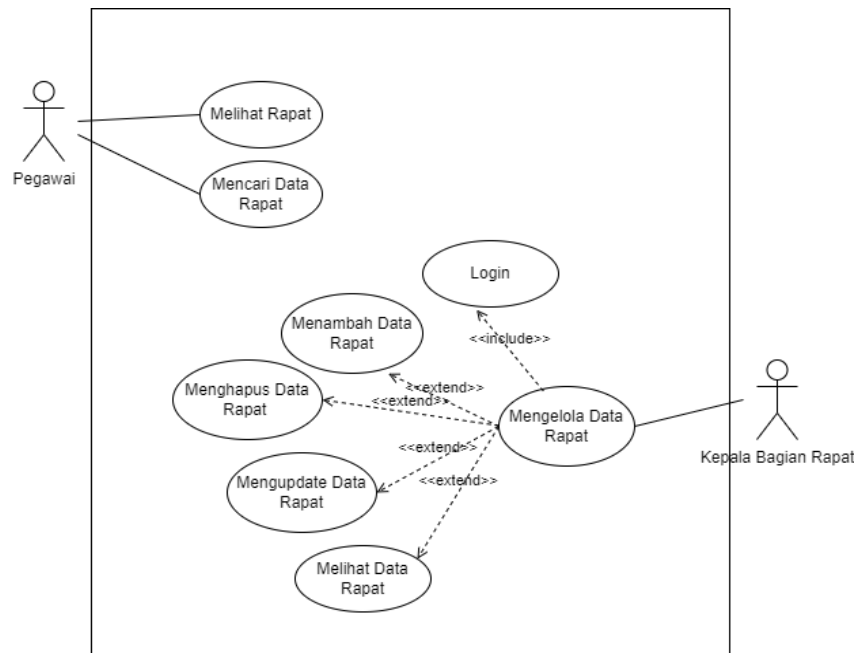 Melihat Rapat
Pegawai
Mencari Data
Rapat
Login
Menambah Data
Rapat
<<include>>
Menghapus Data
Rapat
<<extend>>
<<extend>>
Mengelola Data
Rapat
Kepala Bagian Rapat
<<extend>>
Mengupdate Data
Rapat
<<extend>>
Melihat Data
Rapat